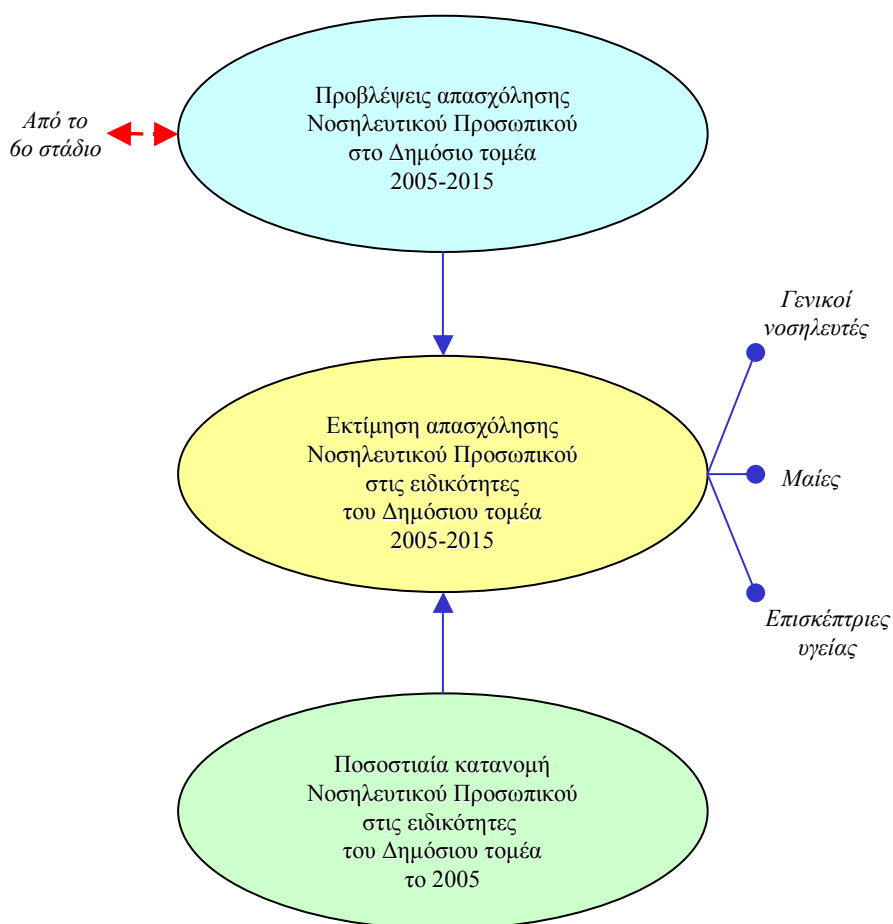 Προβλέψεις απασχόλησης
Νοσηλευτικού Προσωπικού
στο Δημόσιο τομέα
2005-2015
Από το
6ο στάδιο
Γενικοί
νοσηλευτές
Εκτίμηση απασχόλησης
Νοσηλευτικού Προσωπικού
στις ειδικότητες
του Δημόσιου τομέα
2005-2015
Μαίες
Επισκέπτριες
υγείας
Ποσοστιαία κατανομή
Νοσηλευτικού Προσωπικού
στις ειδικότητες
του Δημόσιου τομέα
το 2005